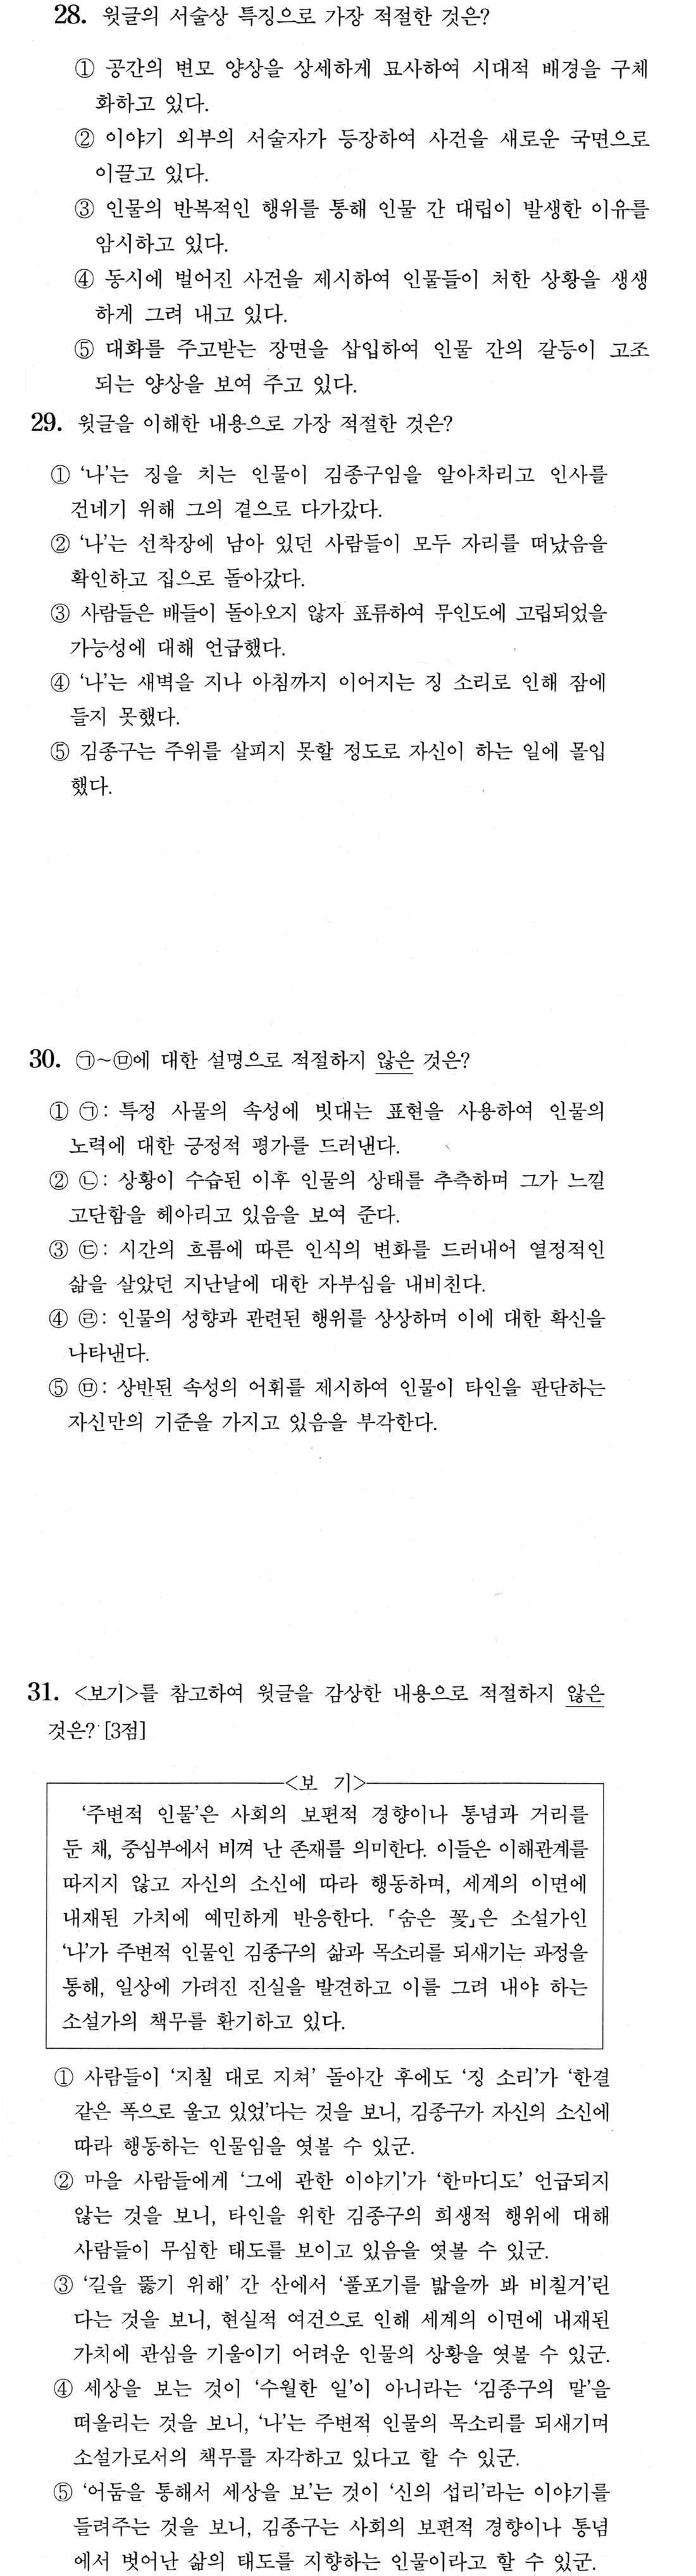 28. 윗글의 서술상 특징으로 가장 적절한 것은?
① 공간의 변모 양상을 상세하게 묘사하여 시대적 배경을 구체
화하고 있다.
② 이야기 외부의 서술자가 등장하여 사건을 새로운 국면으로
이끌고 있다.
③ 인물의 반복적인 행위를 통해 인물 간 대립이 발생한 이유를
암시하고 있다.
④ 동시에 벌어진 사건을 제시하여 인물들이 처한 상황을 생생
하게 그려 내고 있다.
⑤ 대화를 주고받는 장면을 삽입하여 인물 간의 갈등이 고조
되는 양상을 보여 주고 있다.
29. 윗글을 이해한 내용으로 가장 적절한 것은?
① ‘나’는 징을 치는 인물이 김종구임을 알아차리고 인사를
건네기 위해 그의 곁으로 다가갔다.
② ‘나’는 선착장에 남아 있던 사람들이 모두 자리를 떠났음을
확인하고 집으로 돌아갔다.
③ 사람들은 배들이 돌아오지 않자 표류하여 무인도에 고립되었을
가능성에 대해 언급했다.
④ ‘나’는 새벽을 지나 아침까지 이어지는 징 소리로 인해 잠에
들지 못했다.
⑤ 김종구는 주위를 살피지 못할 정도로 자신이 하는 일에 몰입
했다.
30. ㉠~㉤에 대한 설명으로 적절하지 않은 것은?
① ㉠: 특정 사물의 속성에 빗대는 표현을 사용하여 인물의
노력에 대한 긍정적 평가를 드러낸다.
② ㉡: 상황이 수습된 이후 인물의 상태를 추측하며 그가 느낄
고단함을 헤아리고 있음을 보여 준다.
③ ㉢: 시간의 흐름에 따른 인식의 변화를 드러내어 열정적인
삶을 살았던 지난날에 대한 자부심을 내비친다.
④ ㉣: 인물의 성향과 관련된 행위를 상상하며 이에 대한 확신을
나타낸다.
⑤ ㉤: 상반된 속성의 어휘를 제시하여 인물이 타인을 판단하는
자신만의 기준을 가지고 있음을 부각한다.
31. <보기>를 참고하여 윗글을 감상한 내용으로 적절하지 않은
것은? [3점]
<보 기>
‘주변적 인물’은 사회의 보편적 경향이나 통념과 거리를
둔 채, 중심부에서 비껴 난 존재를 의미한다. 이들은 이해관계를
따지지 않고 자신의 소신에 따라 행동하며, 세계의 이면에
내재된 가치에 예민하게 반응한다. 「숨은 꽃」은 소설가인
‘나’가 주변적 인물인 김종구의 삶과 목소리를 되새기는 과정을
통해, 일상에 가려진 진실을 발견하고 이를 그려 내야 하는
소설가의 책무를 환기하고 있다.
① 사람들이 ‘지칠 대로 지쳐’ 돌아간 후에도 ‘징 소리’가 ‘한결
같은 폭으로 울고 있었’다는 것을 보니, 김종구가 자신의 소신에
따라 행동하는 인물임을 엿볼 수 있군.
② 마을 사람들에게 ‘그에 관한 이야기’가 ‘한마디도’ 언급되지
않는 것을 보니, 타인을 위한 김종구의 희생적 행위에 대해
사람들이 무심한 태도를 보이고 있음을 엿볼 수 있군.
③ ‘길을 뚫기 위해’ 간 산에서 ‘풀포기를 밟을까 봐 비칠거’린
다는 것을 보니, 현실적 여건으로 인해 세계의 이면에 내재된
가치에 관심을 기울이기 어려운 인물의 상황을 엿볼 수 있군.
④ 세상을 보는 것이 ‘수월한 일’이 아니라는 ‘김종구의 말’을
떠올리는 것을 보니, ‘나’는 주변적 인물의 목소리를 되새기며
소설가로서의 책무를 자각하고 있다고 할 수 있군.
⑤ ‘어둠을 통해서 세상을 보’는 것이 ‘신의 섭리’라는 이야기를
들려주는 것을 보니, 김종구는 사회의 보편적 경향이나 통념
에서 벗어난 삶의 태도를 지향하는 인물이라고 할 수 있군.